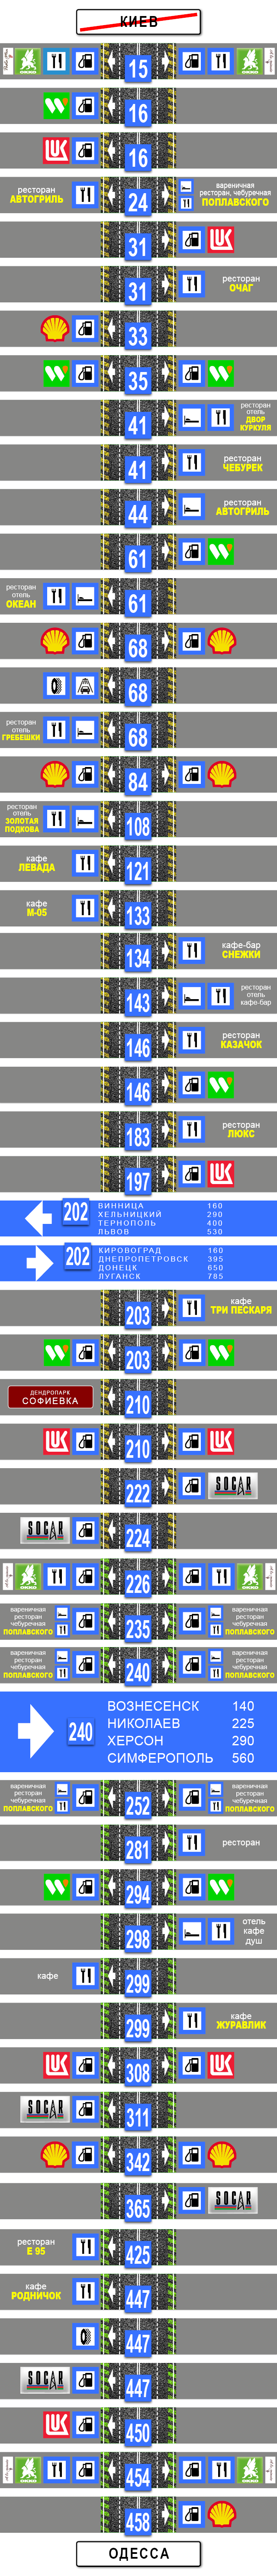 КИЕВ
15
16
16
ресторан
АВТОГРИЛЬ
24
вареничная
ресторан, чебуречная
ПОПЛАВСКОГО
31
31
ресторан
ОЧАГ
33
35
41
ресторан
отель
ДВОР
КУРКУЛЯ
41
ресторан
ЧЕБУРЕК
44
ресторан
АВТОГРИЛЬ
61
ресторан
отель
ОКЕАН
61
68
68
ресторан
отель
ГРЕБЕШКИ
68
84
ресторан
отель
ЗОЛОТАЯ
ПОДКОВА
108
кафе
ЛЕВАДА
121
кафе
М-05
133
134
кафе-бар
СНЕЖКИ
143
ресторан
отель
кафе-бар
146
ресторан
КАЗАЧОК
146
183
ресторан
ЛЮКС
197
202
ВИННИЦА 160
ХЕЛЬНИЦКИЙ 290
ТЕРНОПОЛЬ 400
ЛЬВОВ 530
202
КИРОВОГРАД 160
ДНЕПРОПЕТРОВСК 395
ДОНЕЦК 650
ЛУГАНСК 785
203
кафе
ТРИ ПЕСКАРЯ
203
ДЕНДРОПАРК
СОФИЕВКА
210
210
222
SOCAR
SOCAR
224
226
вареничная
ресторан
чебуречная
ПОПЛАВСКОГО
235
вареничная
ресторан
чебуречная
ПОПЛАВСКОГО
вареничная
ресторан
чебуречная
ПОПЛАВСКОГО
240
вареничная
ресторан
чебуречная
ПОПЛАВСКОГО
240
ВОЗНЕСЕНСК 140
НИКОЛАЕВ 225
ХЕРСОН 290
СИМФЕРОПОЛЬ 560
вареничная
ресторан
чебуречная
ПОПЛАВСКОГО
252
вареничная
ресторан
чебуречная
ПОПЛАВСКОГО
281
ресторан
294
298
отель
кафе
душ
кафе
299
299
кафе
ЖУРАВЛИК
308
SOCAR
311
342
365
SOCAR
ресторан
Е 95
425
кафе
РОДНИЧОК
447
447
SOCAR
447
450
454
458
ОДЕССА